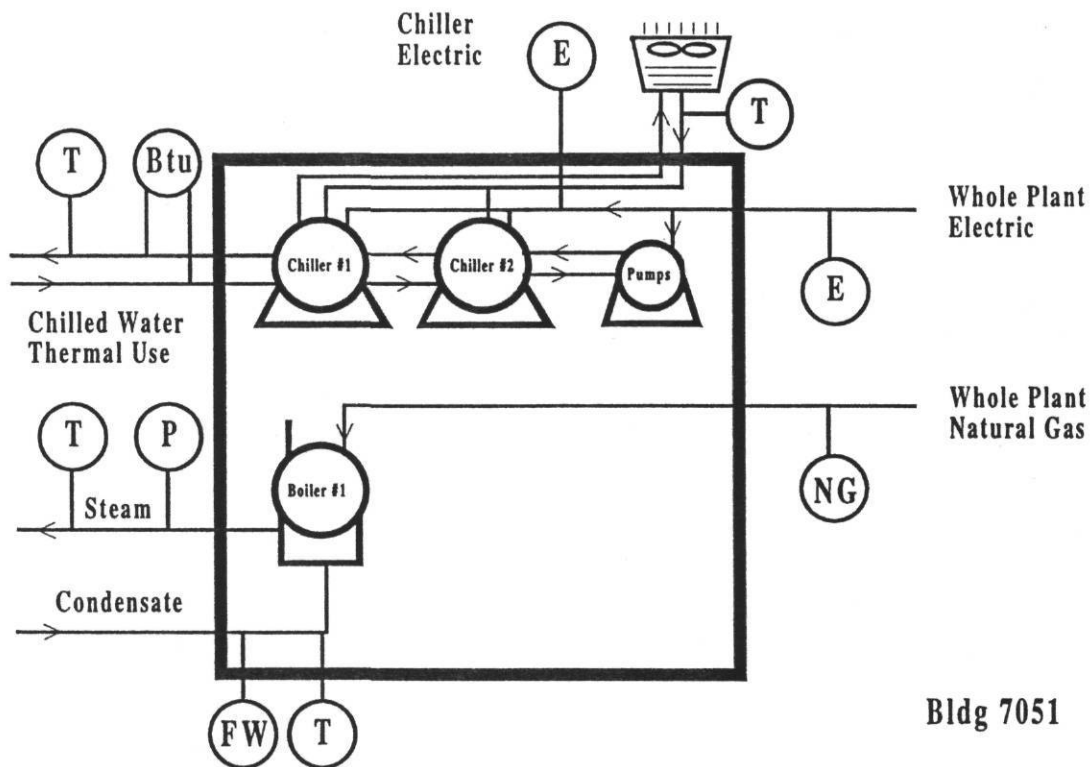 Chiller
Electric
E
T
T
Btu
Whole Plant
Electric
Chiller #1
Chiller #2
Pumps
E
Chilled Water
Thermal Use
Whole Plant
Natural Gas
T
P
NG
Steam
Boiler #1
Condensate
FW
T
Bldg 7051